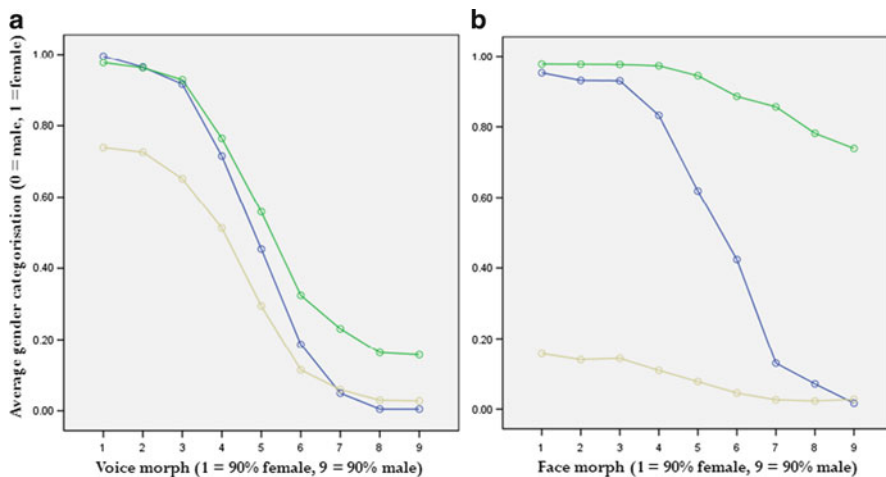 a
b
Average gender categorisation (0 = male, 1 =female)
1.00
0.80
0.60
0.40
0.20
0.00
1 2 3 4 5 6 7 8 9
Voice morph (1 = 90% female, 9 = 90% male)
1.00
0.80
0.60
0.40
0.20
0.00
1 2 3 4 5 6 7 8 9
Face morph (1 = 90% female, 9 = 90% male)